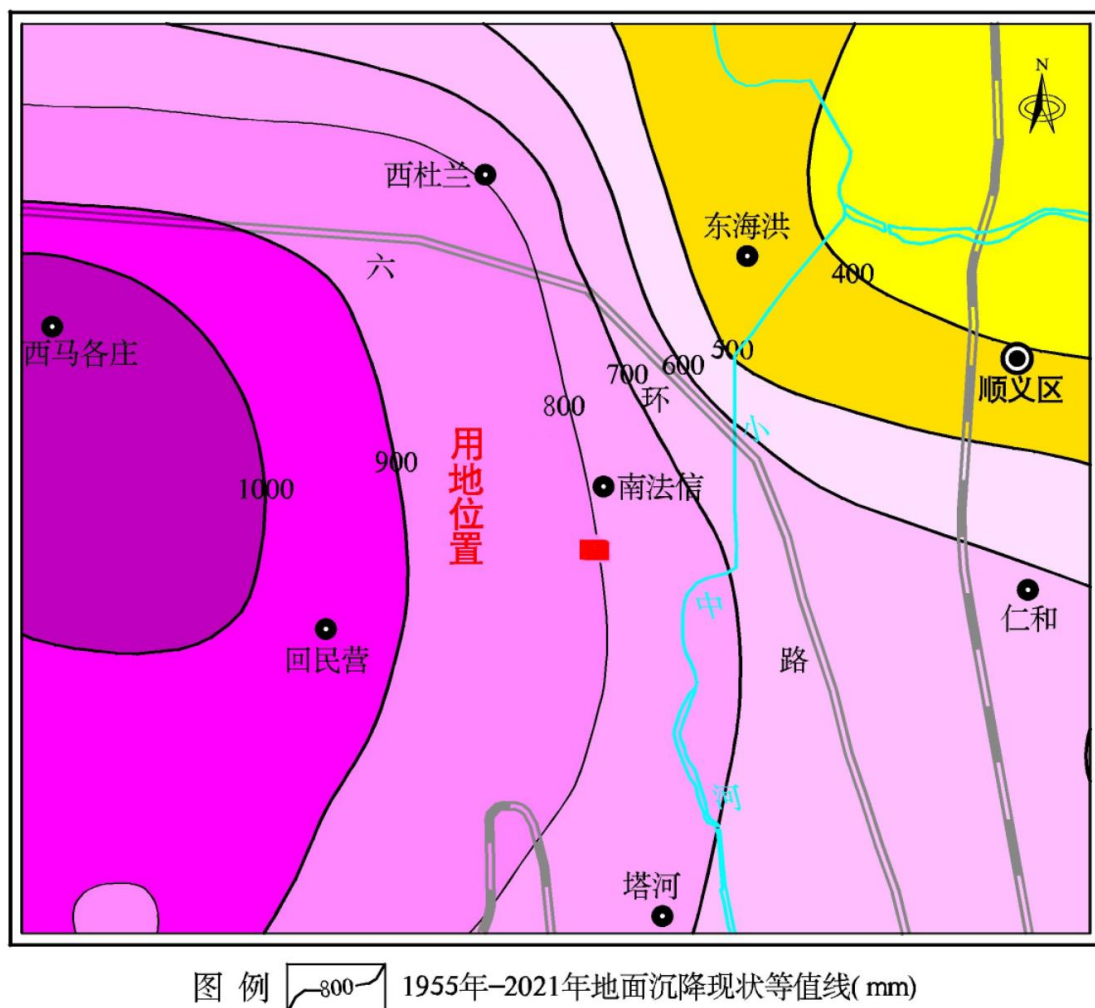 N
西杜兰
东海洪
六
400
西马各庄
500
600
700
环
800
顺义区
小
用地位置
900
1000
南法信
中
仁和
回民营
路
河
塔河
图 例 800 1955年-2021年地面沉降现状等值线( mm)